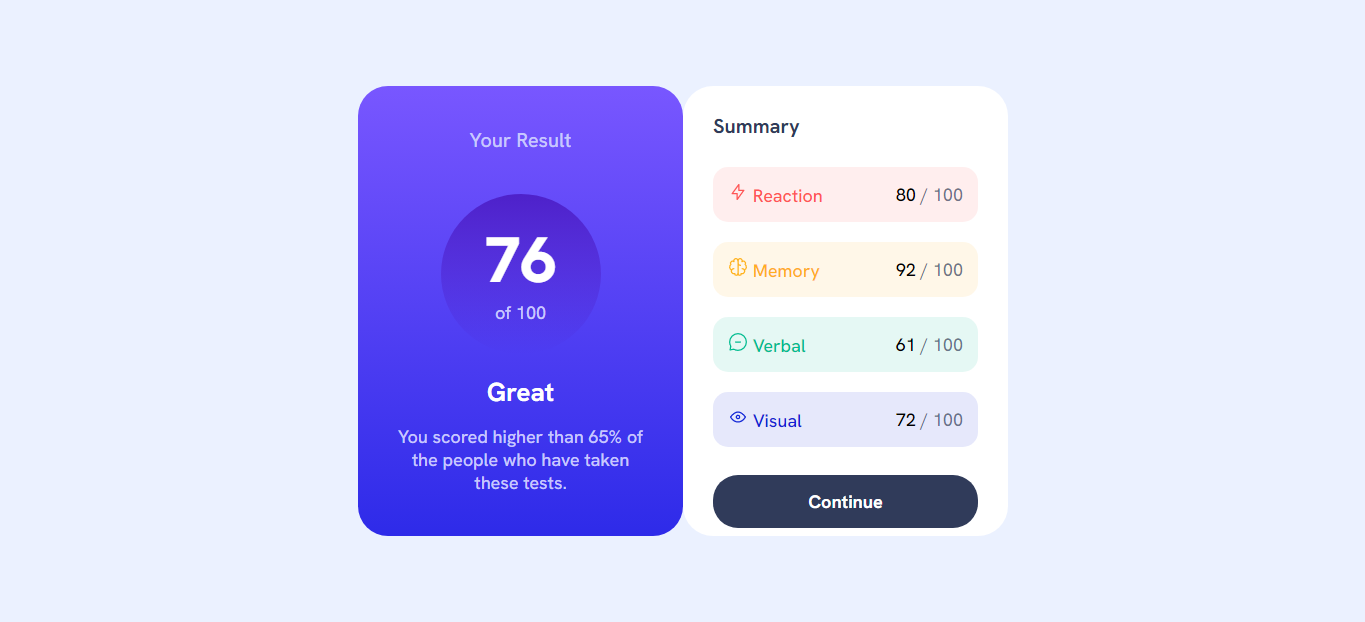 Your Result
76
of 100
Great
You scored higher than 65% of
the people who have taken
these tests.
Summary
Reaction 80 / 100
Memory 92 / 100
Verbal 61 / 100
Visual 72 / 100
Continue